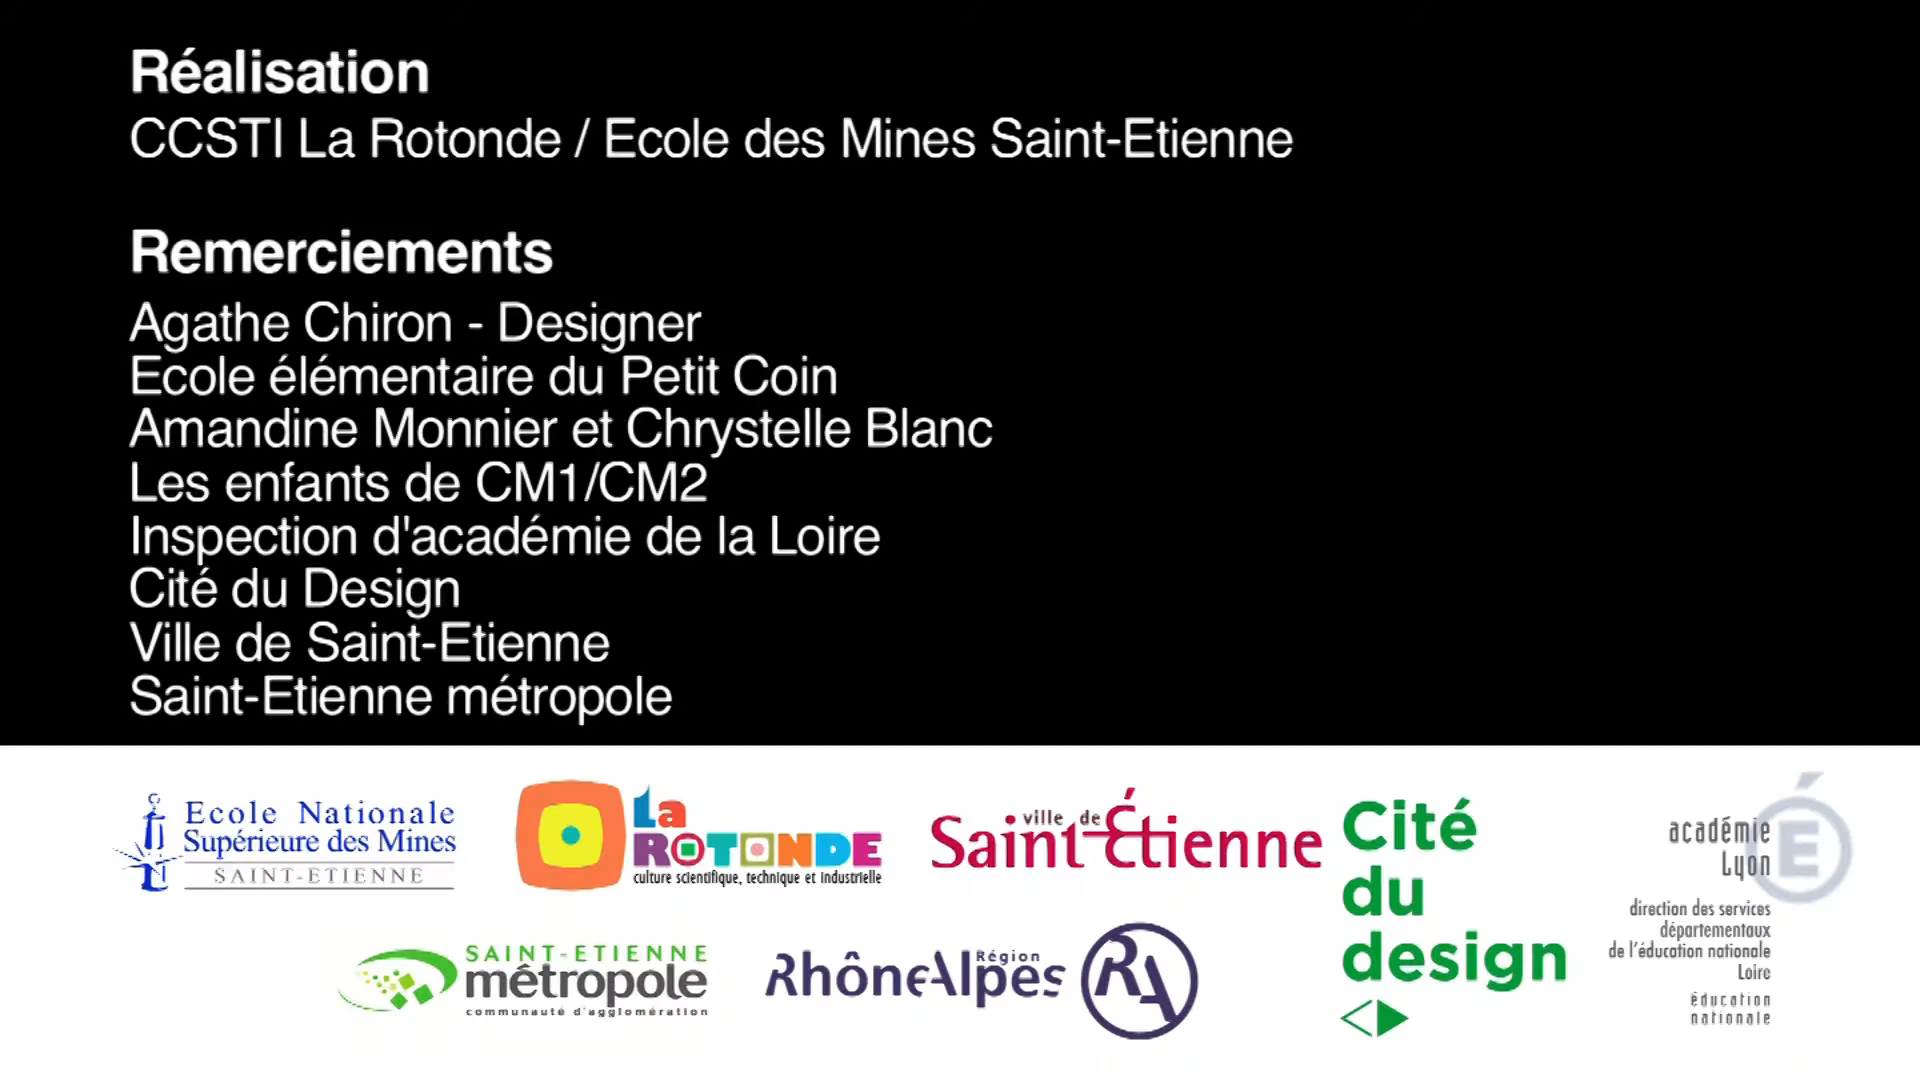 Réalisation
CCSTI La Rotonde / Ecole des Mines Saint-Etienne
Remerciements
Agathe Chiron - Designer
Ecole élémentaire du Petit Coin
Amandine Monnier et Chrystelle Blanc
Les enfants de CM1/CM2
Inspection d'académie de la Loire
Cité du Design
Ville de Saint-Etienne
Saint-Etienne métropole
Ecole Nationale
Supérieure des Mines
SAINT-ETIENNE
La
ROTONDE
culture scientifique, technique et industrielle
ville de
Saint-Étienne
Cité
du
design
académie
Lyon
É
direction des services
départementaux
de l'éducation nationale
Loire
éducation
nationale
SAINT-ETIENNE
métropole
communauté d'agglomération
Région
RhôneAlpes
RA